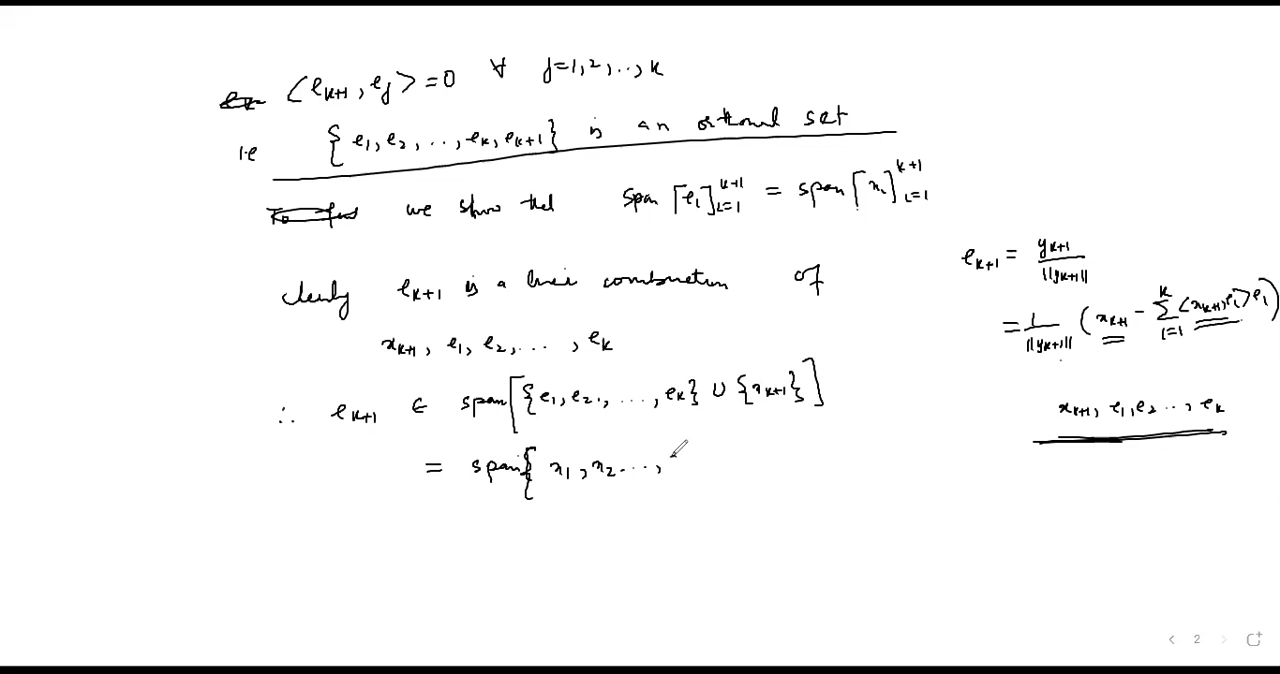 ⟨e_{k+1}, e_j⟩ = 0 ∀ j=1,2,..,k
ie {e_1, e_2, .., e_k, e_{k+1}} is an orthonl set
we show that span [e_i]_{i=1}^{k+1} = span [x_i]_{i=1}^{k+1}
clearly e_{k+1} is a linear combination of
x_{k+1}, e_1, e_2, ..., e_k
∴ e_{k+1} ∈ span[{e_1, e_2, ..., e_k} ∪ {x_{k+1}}]
= span{ x_1, x_2 ...,
e_{k+1} = y_{k+1} / ||y_{k+1}||
= 1/||y_{k+1}|| (x_{k+1} - ∑_{i=1}^{k} ⟨x_{k+1}, e_i⟩ e_i)
x_{k+1}, e_1, e_2 ..., e_k
2